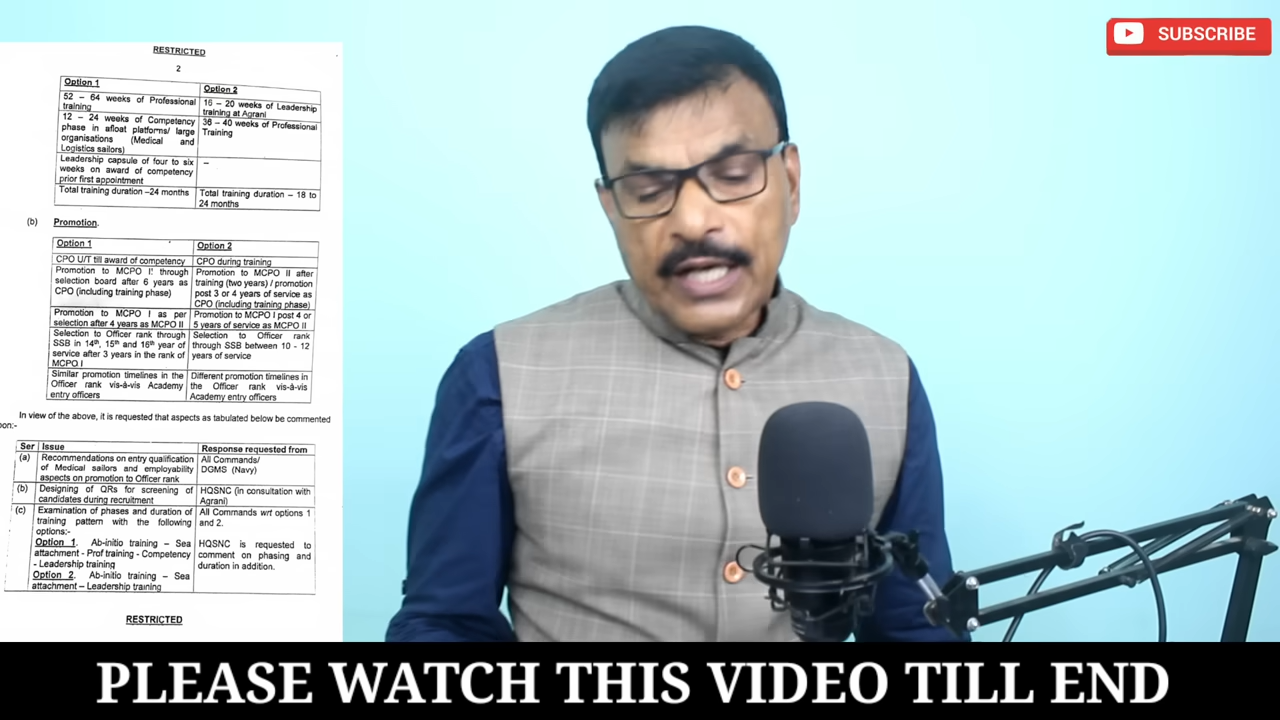 RESTRICTED
2
Option 1
Option 2
52 – 64 weeks of Professional
training
16 – 20 weeks of Leadership
training at Agrani
12 – 24 weeks of Competency
phase in afloat platforms/ large
organisations (Medical and
Logistics sailors)
36 – 40 weeks of Professional
Training
Leadership capsule of four to six
weeks on award of competency
prior first appointment
–
Total training duration –24 months
Total training duration – 18 to
24 months
(b) Promotion.
Option 1
Option 2
CPO U/T till award of competency
CPO during training
Promotion to MCPO II through
selection board after 6 years as
CPO (including training phase)
Promotion to MCPO II after
training (two years) / promotion
post 3 or 4 years of service as
CPO (including training phase)
Promotion to MCPO I as per
selection after 4 years as MCPO II
Promotion to MCPO I post 4 or
5 years of service as MCPO II
Selection to Officer rank through
SSB in 14th, 15th and 16th year of
service after 3 years in the rank of
MCPO I
Selection to Officer rank
through SSB between 10 - 12
years of service
Similar promotion timelines in the
Officer rank vis-à-vis Academy
entry officers
Different promotion timelines in
the Officer rank vis-à-vis
Academy entry officers
In view of the above, it is requested that aspects as tabulated below be commented
pon:-
Ser Issue
Response requested from
(a) Recommendations on entry qualification
of Medical sailors and employability
aspects on promotion to Officer rank
All Commands/
DGMS (Navy)
(b) Designing of QRs for screening of
candidates during recruitment
HQSNC (in consultation with
Agrani)
(c) Examination of phases and duration of
training pattern with the following
options:-
Option 1. Ab-initio training – Sea
attachment - Prof training - Competency
- Leadership training
Option 2. Ab-initio training – Sea
attachment – Leadership training
All Commands wrt options 1
and 2.
HQSNC is requested to
comment on phasing and
duration in addition.
RESTRICTED
SUBSCRIBE
PLEASE WATCH THIS VIDEO TILL END